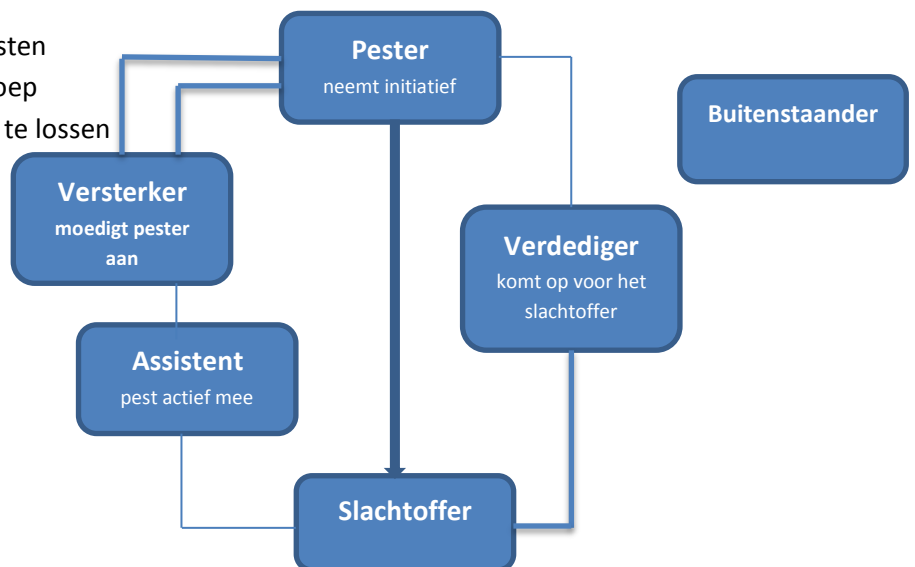 sten
oep
te lossen
Pester
neemt initiatief
Buitenstaander
Versterker
moedigt pester
aan
Verdediger
komt op voor het
slachtoffer
Assistent
pest actief mee
Slachtoffer